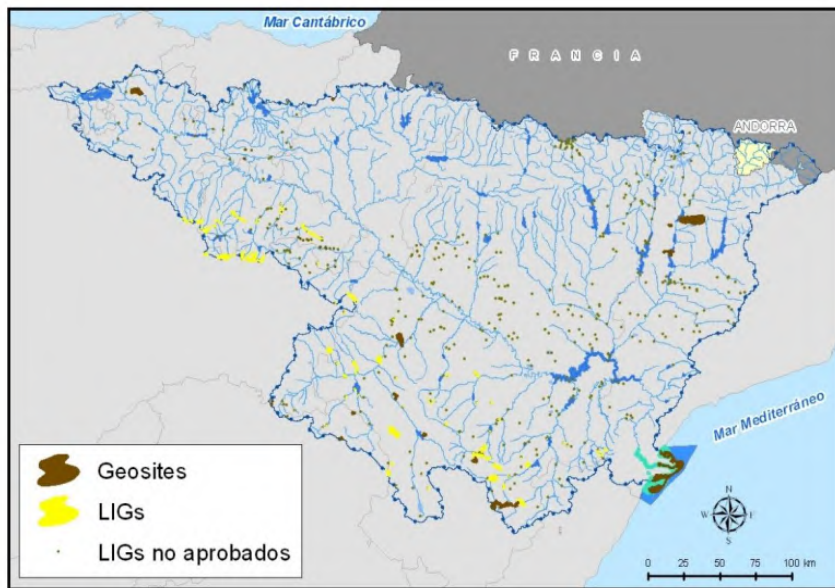 Mar Cantábrico
FRANCIA
ANDORRA
Mar Mediterráneo
Geosites
LIGs
LIGs no aprobados
N
W E
S
0 25 50 75 100 km